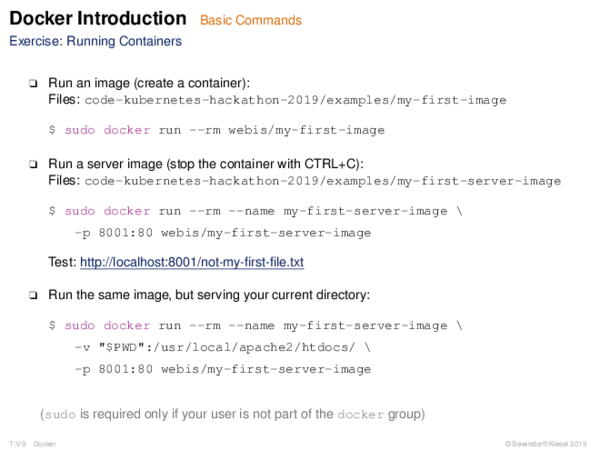 Docker Introduction Basic Commands
Exercise: Running Containers
❑ Run an image (create a container):
Files: code-kubernetes-hackathon-2019/examples/my-first-image
$ sudo docker run --rm webis/my-first-image
❑ Run a server image (stop the container with CTRL+C):
Files: code-kubernetes-hackathon-2019/examples/my-first-server-image
$ sudo docker run --rm --name my-first-server-image \
-p 8001:80 webis/my-first-server-image
Test: http://localhost:8001/not-my-first-file.txt
❑ Run the same image, but serving your current directory:
$ sudo docker run --rm --name my-first-server-image \
-v "$PWD":/usr/local/apache2/htdocs/ \
-p 8001:80 webis/my-first-server-image
(sudo is required only if your user is not part of the docker group)
T:V-9 Docker © Bevendorff/Kiesel 2019